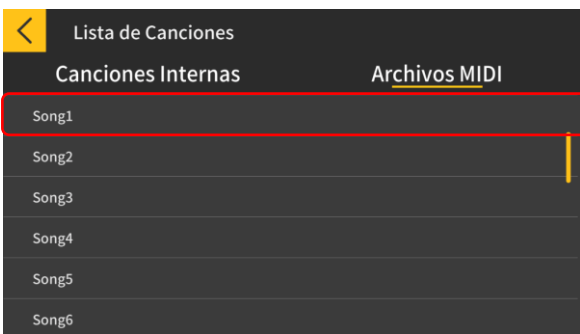 Lista de Canciones
Canciones Internas Archivos MIDI
Song1
Song2
Song3
Song4
Song5
Song6